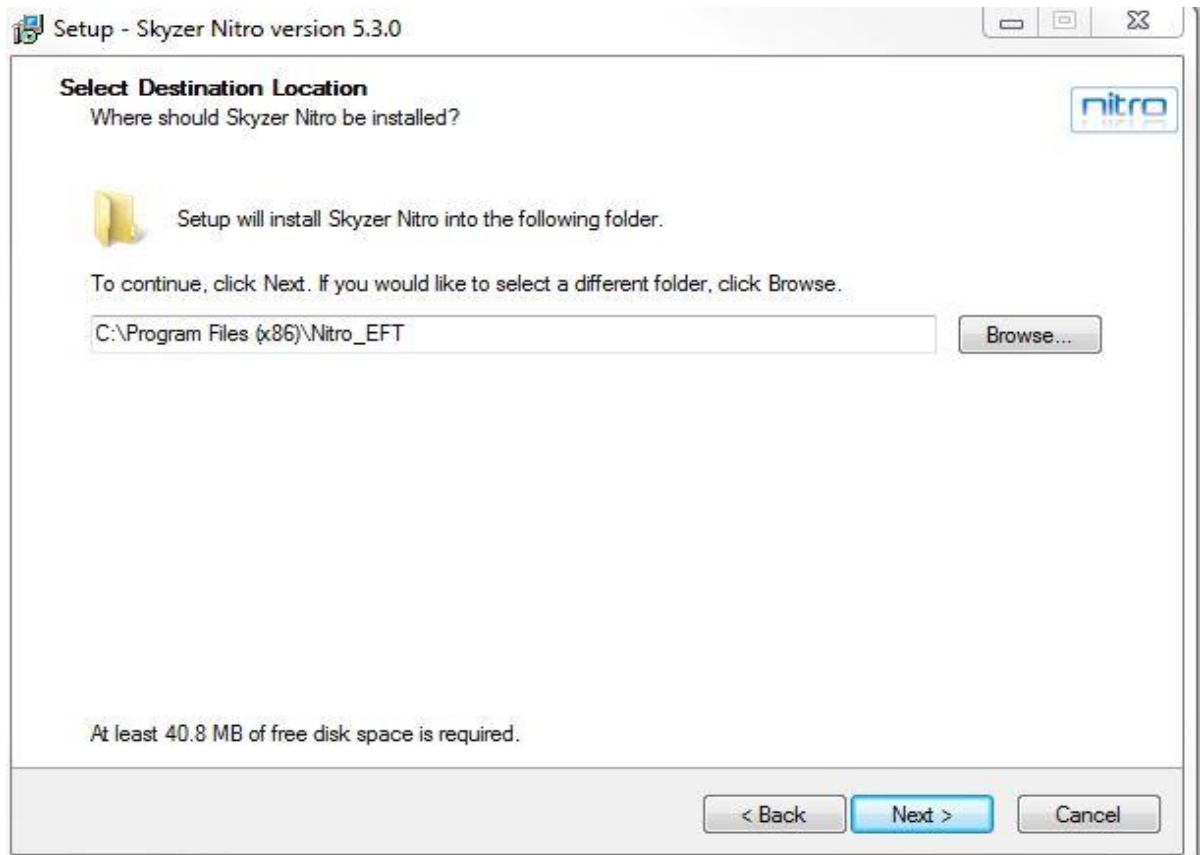 Setup - Skyzer Nitro version 5.3.0
Select Destination Location
Where should Skyzer Nitro be installed?
nitro
Setup will install Skyzer Nitro into the following folder.
To continue, click Next. If you would like to select a different folder, click Browse.
C:\Program Files (x86)\Nitro_EFT
Browse...
At least 40.8 MB of free disk space is required.
< Back
Next >
Cancel